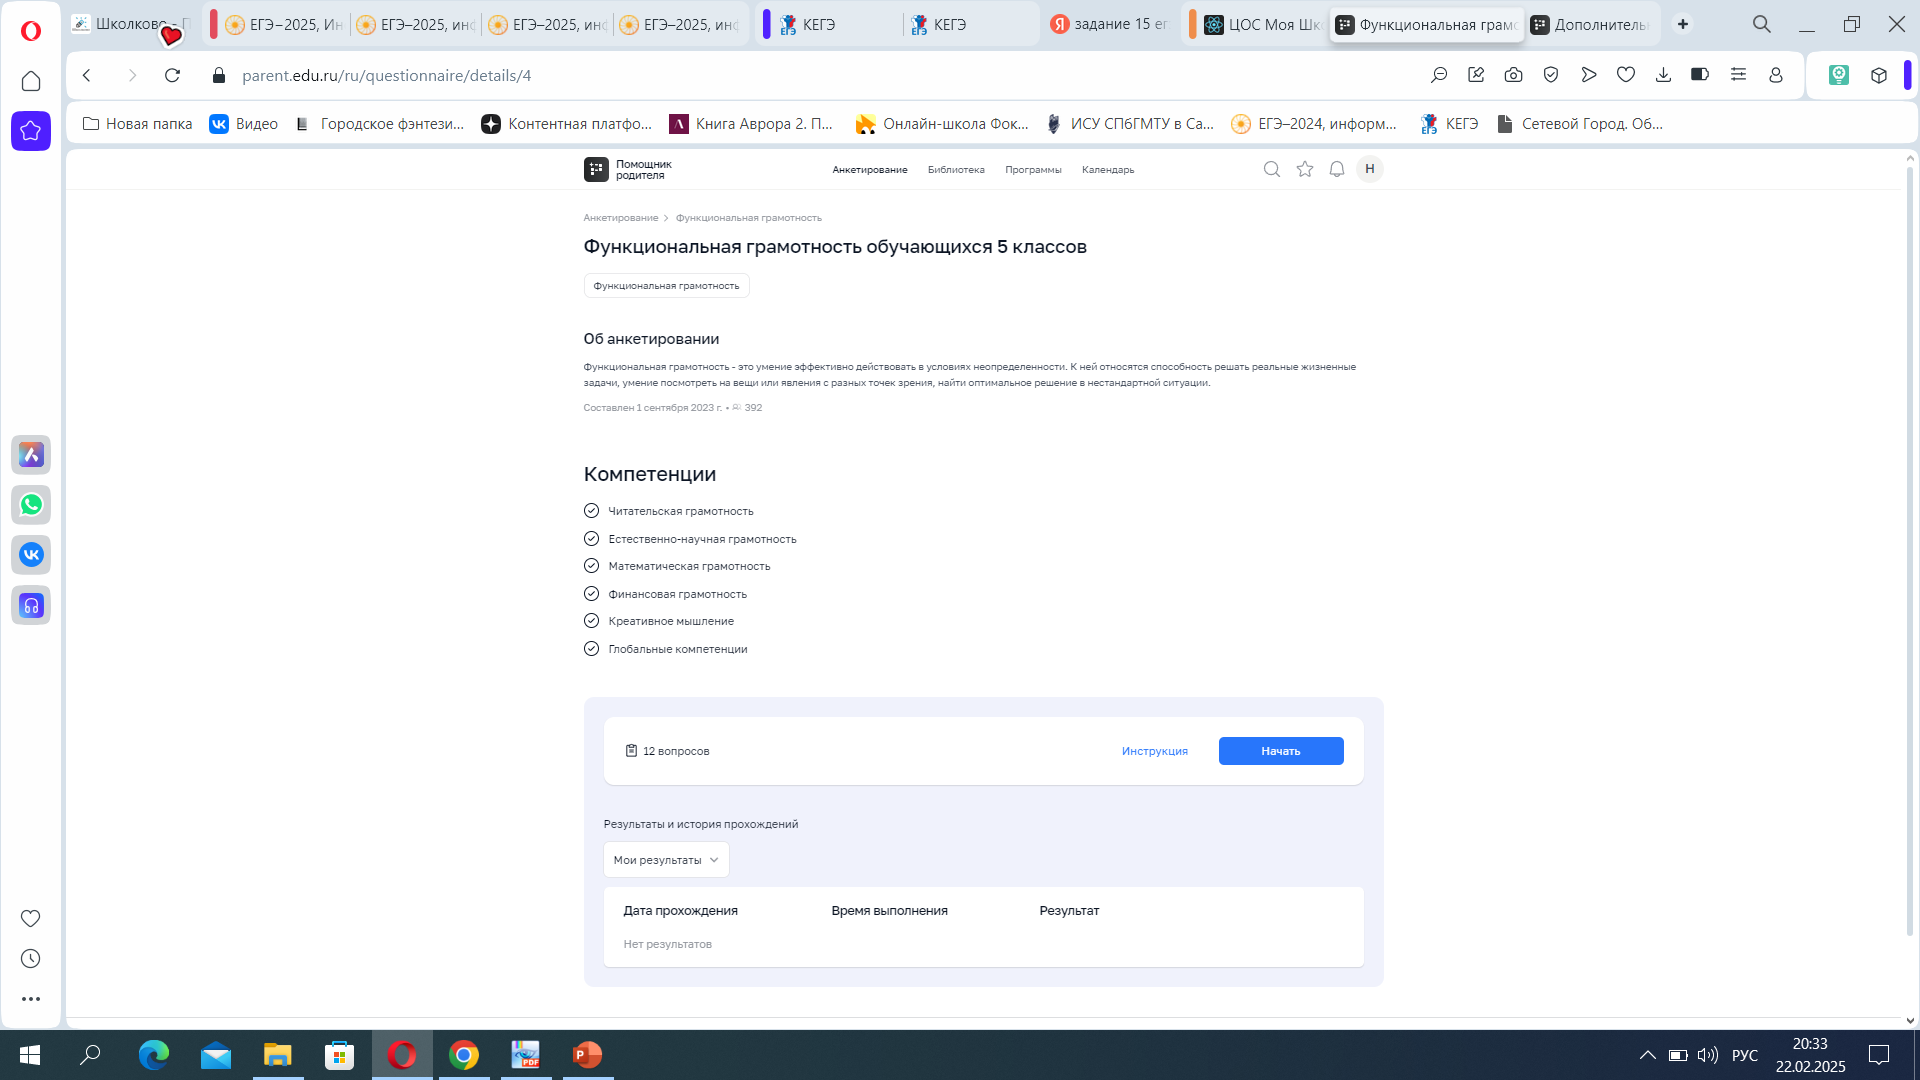 Школково - П
ЕГЭ–2025, Ин
ЕГЭ–2025, инф
ЕГЭ–2025, инф
ЕГЭ–2025, инф
КЕГЭ
КЕГЭ
задание 15 ег
ЦОС Моя Шк
Функциональная грамо
Дополнитель
parent.edu.ru/ru/questionnaire/details/4
Новая папка
Видео
Городское фэнтези...
Контентная платфо...
Книга Аврора 2. П...
Онлайн-школа Фок...
ИСУ СПбГМТУ в Са...
ЕГЭ–2024, информ...
КЕГЭ
Сетевой Город. Об...
Помощник
родителя
Анкетирование
Библиотека
Программы
Календарь
Н
Анкетирование > Функциональная грамотность
Функциональная грамотность обучающихся 5 классов
Функциональная грамотность
Об анкетировании
Функциональная грамотность - это умение эффективно действовать в условиях неопределенности. К ней относятся способность решать реальные жизненные
задачи, умение посмотреть на вещи или явления с разных точек зрения, найти оптимальное решение в нестандартной ситуации.
Составлен 1 сентября 2023 г. • 392
Компетенции
Читательская грамотность
Естественно-научная грамотность
Математическая грамотность
Финансовая грамотность
Креативное мышление
Глобальные компетенции
12 вопросов
Инструкция
Начать
Результаты и история прохождений
Мои результаты
Дата прохождения
Время выполнения
Результат
Нет результатов
РУС
20:33
22.02.2025